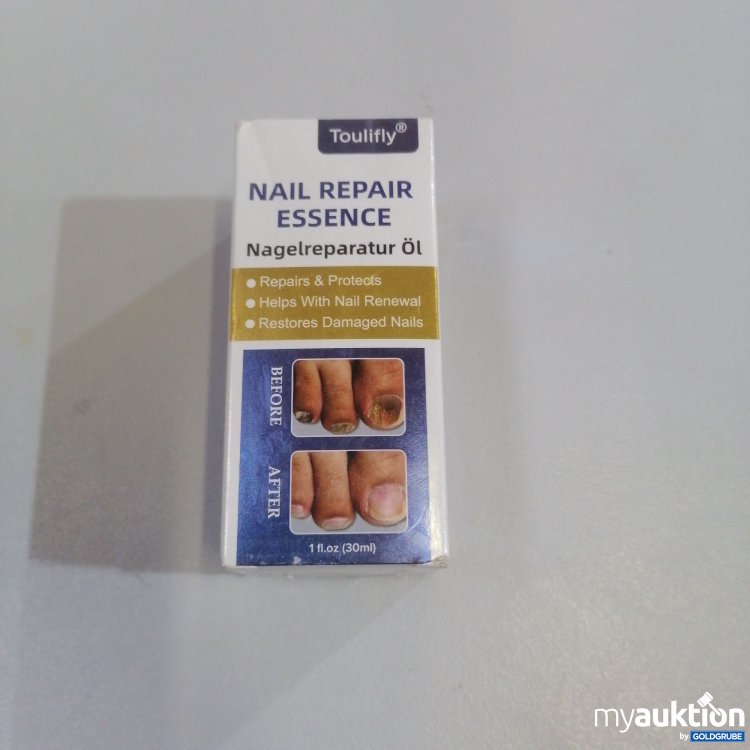 Toulifly®
NAIL REPAIR
ESSENCE
Nagelreparatur Öl
● Repairs & Protects
● Helps With Nail Renewal
● Restores Damaged Nails
BEFORE
AFTER
1 fl.oz (30ml)
myauktion
by GOLDGRUBE